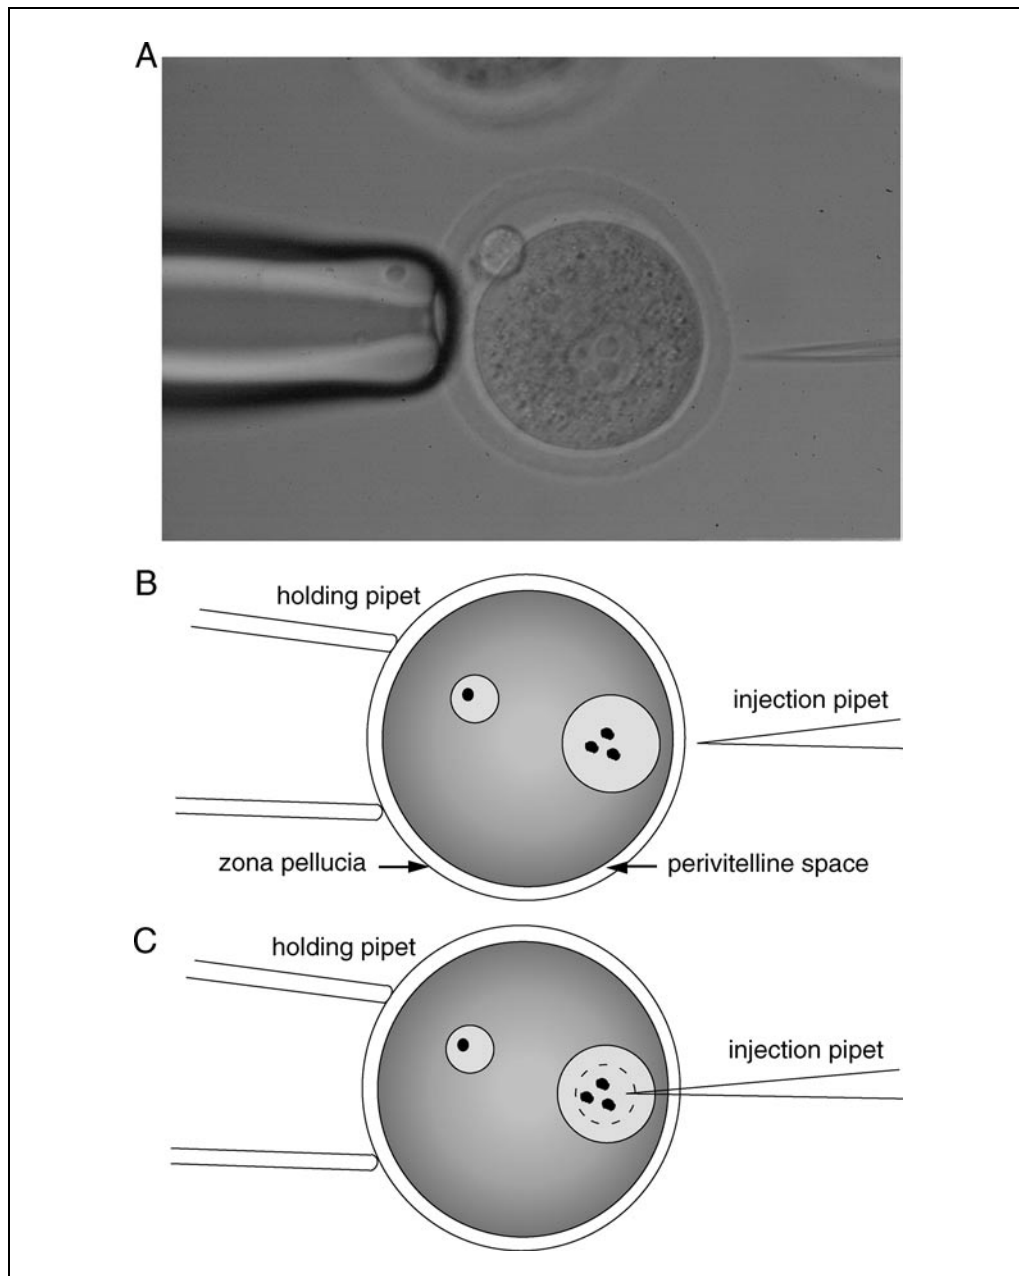 A
B
holding pipet
injection pipet
zona pellucia
perivitelline space
C
holding pipet
injection pipet